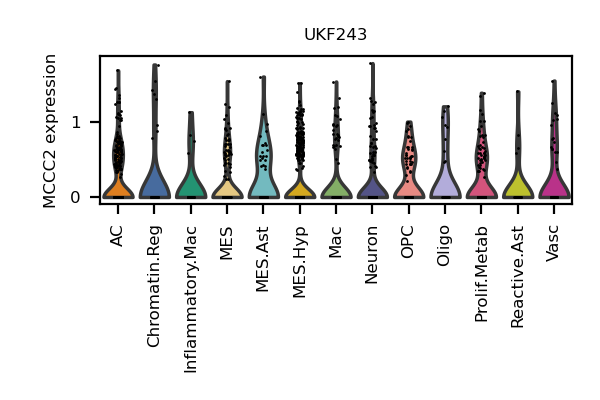 UKF243
MCCC2 expression
1
0
AC
Chromatin.Reg
Inflammatory.Mac
MES
MES.Ast
MES.Hyp
Mac
Neuron
OPC
Oligo
Prolif.Metab
Reactive.Ast
Vasc